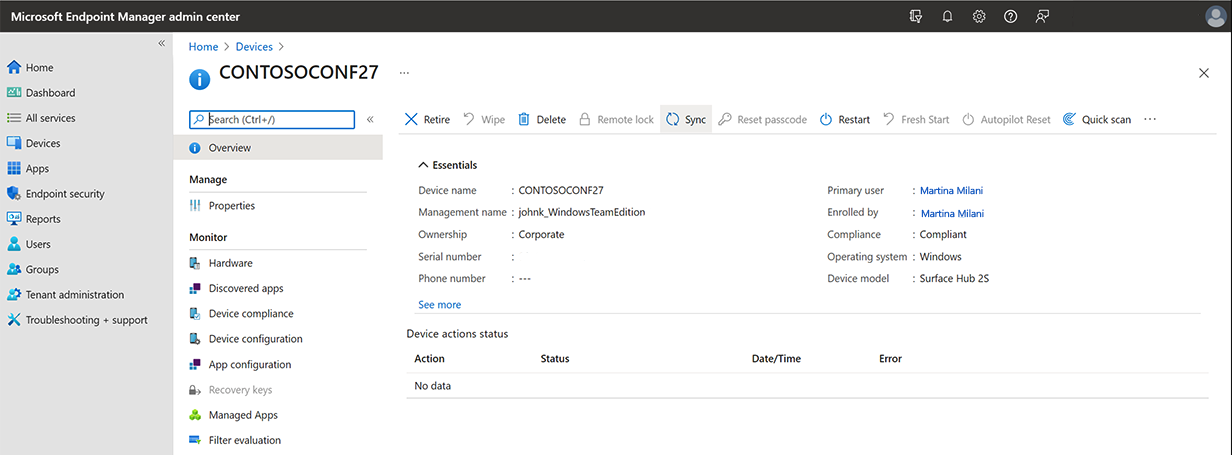 Microsoft Endpoint Manager admin center
«
Home
Dashboard
All services
Devices
Apps
Endpoint security
Reports
Users
Groups
Tenant administration
Troubleshooting + support
Home > Devices >
CONTOSOCONF27 ...
Search (Ctrl+/) «
Overview
Manage
Properties
Monitor
Hardware
Discovered apps
Device compliance
Device configuration
App configuration
Recovery keys
Managed Apps
Filter evaluation
Retire Wipe Delete Remote lock Sync Reset passcode Restart Fresh Start Autopilot Reset Quick scan ...
Essentials
Device name : CONTOSOCONF27 Primary user : Martina Milani
Management name : johnk_WindowsTeamEdition Enrolled by : Martina Milani
Ownership : Corporate Compliance : Compliant
Serial number : Operating system : Windows
Phone number : --- Device model : Surface Hub 2S
See more
Device actions status
Action Status Date/Time Error
No data